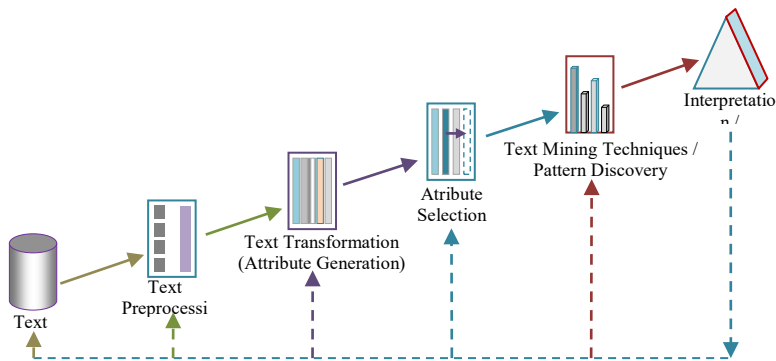 Text
Text
Preprocessi
Text Transformation
(Attribute Generation)
Atribute
Selection
Text Mining Techniques /
Pattern Discovery
Interpretatio
n /